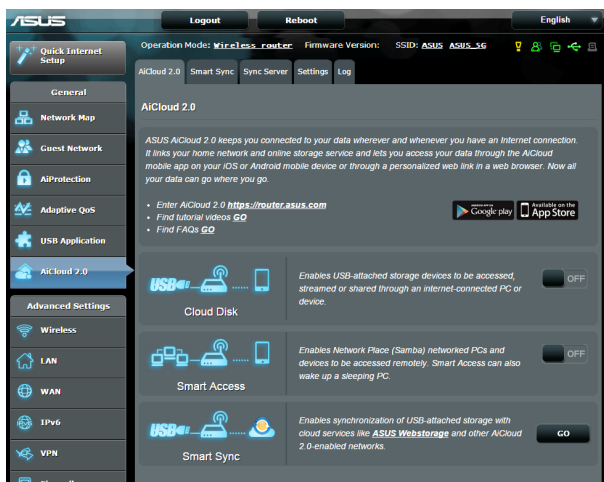 ASUS
Logout
Reboot
English
Quick Internet
Setup
Operation Mode: Wireless router Firmware Version: SSID: ASUS ASUS_5G
AiCloud 2.0
Smart Sync
Sync Server
Settings
Log
General
Network Map
Guest Network
AiProtection
Adaptive QoS
USB Application
AiCloud 2.0
Advanced Settings
Wireless
LAN
WAN
IPv6
VPN
AiCloud 2.0
ASUS AiCloud 2.0 keeps you connected to your data wherever and whenever you have an Internet connection.
It links your home network and online storage service and lets you access your data through the AiCloud
mobile app on your iOS or Android mobile device or through a personalized web link in a web browser. Now all
your data can go where you go.
• Enter AiCloud 2.0 https://router.asus.com
• Find tutorial videos GO
• Find FAQs GO
Google play
Available on the
App Store
USB
Cloud Disk
Enables USB-attached storage devices to be accessed,
streamed or shared through an internet-connected PC or
device.
OFF
Smart Access
Enables Network Place (Samba) networked PCs and
devices to be accessed remotely. Smart Access can also
wake up a sleeping PC.
OFF
USB
Smart Sync
Enables synchronization of USB-attached storage with
cloud services like ASUS Webstorage and other AiCloud
2.0-enabled networks.
GO